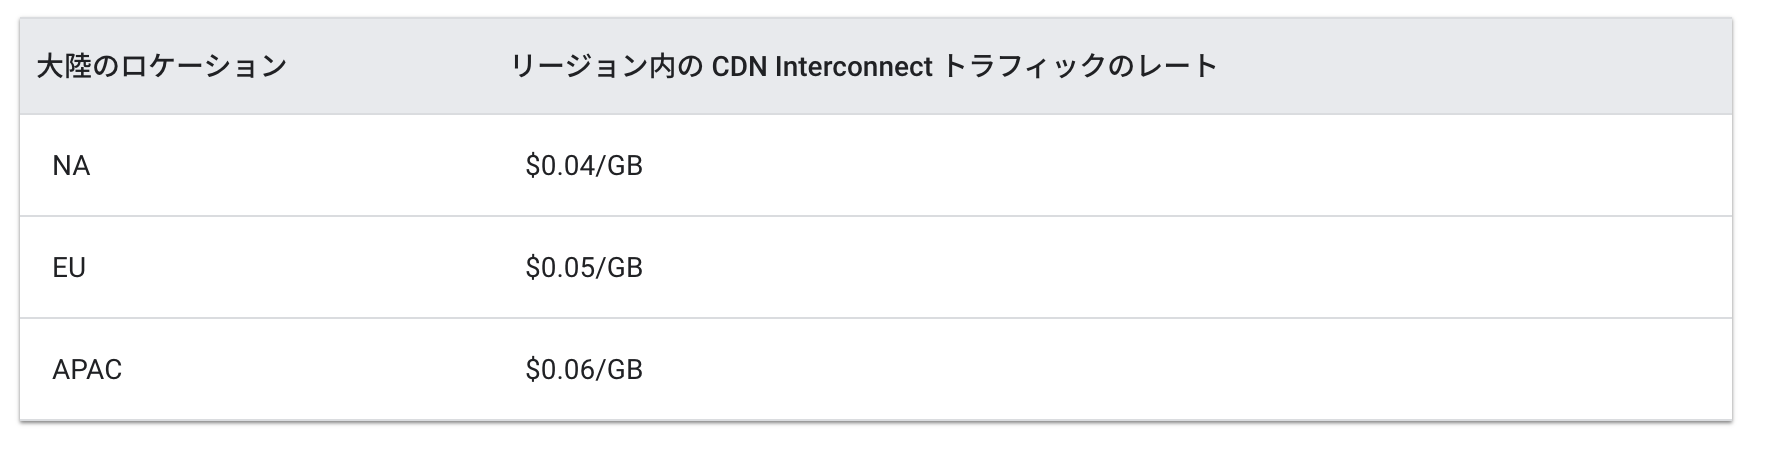 大陸のロケーション リージョン内の CDN Interconnect トラフィックのレート
NA $0.04/GB
EU $0.05/GB
APAC $0.06/GB